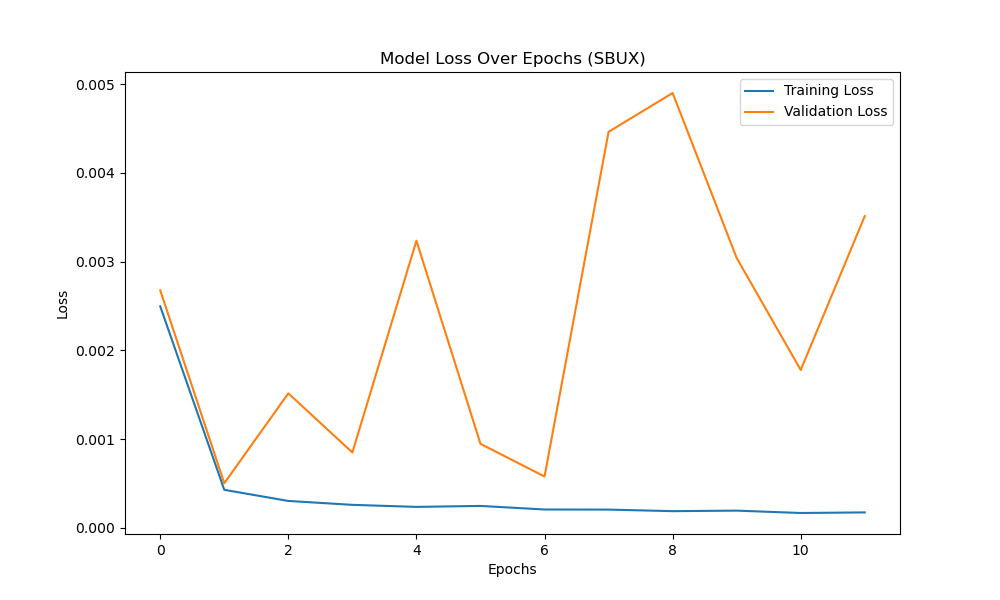 Model Loss Over Epochs (SBUX)
Training Loss
Validation Loss
0.005
0.004
0.003
0.002
0.001
0.000
Loss
0 2 4 6 8 10
Epochs